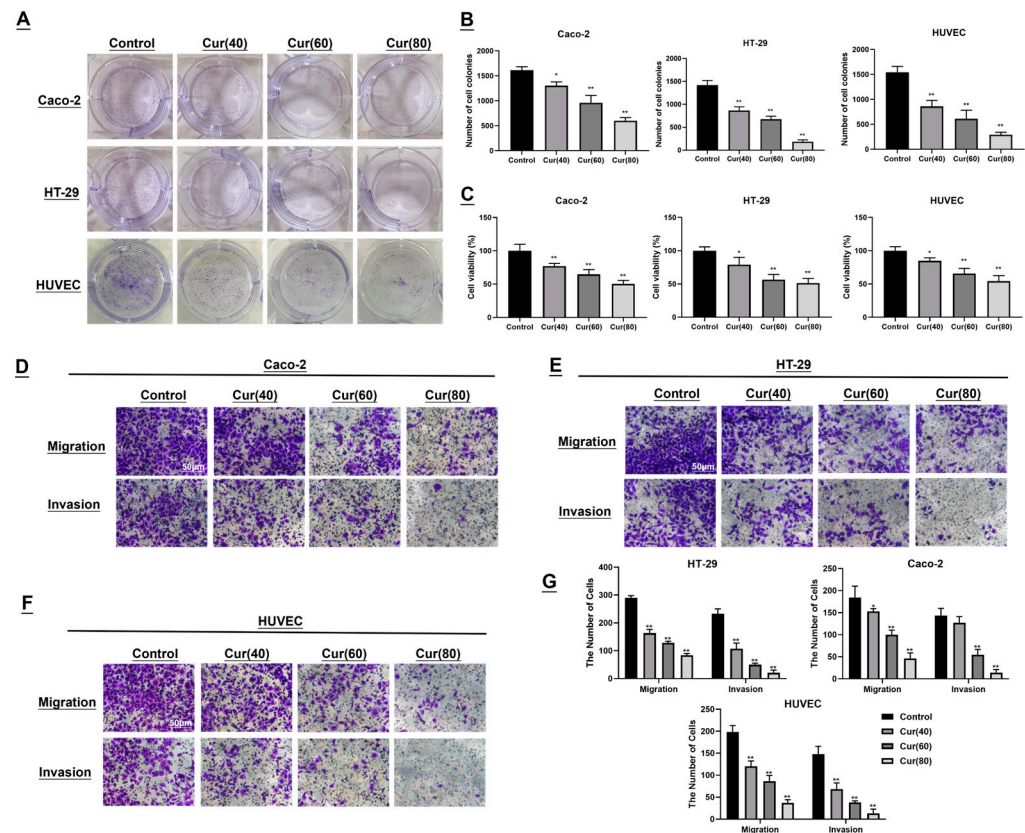 A
Control Cur(40) Cur(60) Cur(80)
Caco-2
HT-29
HUVEC
B
Caco-2
Number of cell colonies
2000
1500
1000
500
0
* ** **
Control Cur(40) Cur(60) Cur(80)
HT-29
Number of cell colonies
2000
1500
1000
500
0
** ** **
Control Cur(40) Cur(60) Cur(80)
HUVEC
Number of cell colonies
2000
1500
1000
500
0
** ** **
Control Cur(40) Cur(60) Cur(80)
C
Caco-2
Cell viability (%)
150
100
50
0
** ** **
Control Cur(40) Cur(60) Cur(80)
HT-29
Cell viability (%)
150
100
50
0
* ** **
Control Cur(40) Cur(60) Cur(80)
HUVEC
Cell viability (%)
150
100
50
0
* ** **
Control Cur(40) Cur(60) Cur(80)
D
Caco-2
Control Cur(40) Cur(60) Cur(80)
Migration
50μm
Invasion
E
HT-29
Control Cur(40) Cur(60) Cur(80)
Migration
50μm
Invasion
F
HUVEC
Control Cur(40) Cur(60) Cur(80)
Migration
50μm
Invasion
G
HT-29
The Number of Cells
400
300
200
100
0
** ** ** ** ** **
Migration Invasion
Caco-2
The Number of Cells
250
200
150
100
50
0
* ** ** ** **
Migration Invasion
HUVEC
The Number of Cells
250
200
150
100
50
0
** ** ** ** ** **
Migration Invasion
Control
Cur(40)
Cur(60)
Cur(80)